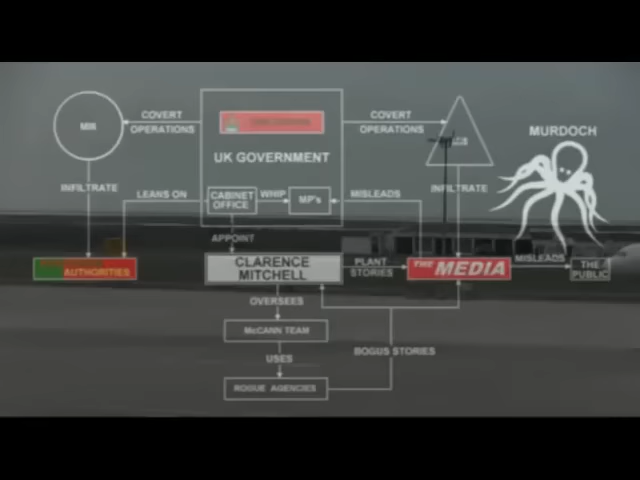 COVERT
OPERATIONS
COVERT
OPERATIONS
MURDOCH
UK GOVERNMENT
INFILTRATE
LEANS ON
CABINET
OFFICE
WHIP
MP's
MISLEADS
INFILTRATE
APPOINT
AUTHORITIES
CLARENCE
MITCHELL
PLANT
STORIES
THE MEDIA
MISLEADS
THE
PUBLIC
OVERSEES
McCANN TEAM
USES
BOGUS STORIES
ROGUE AGENCIES